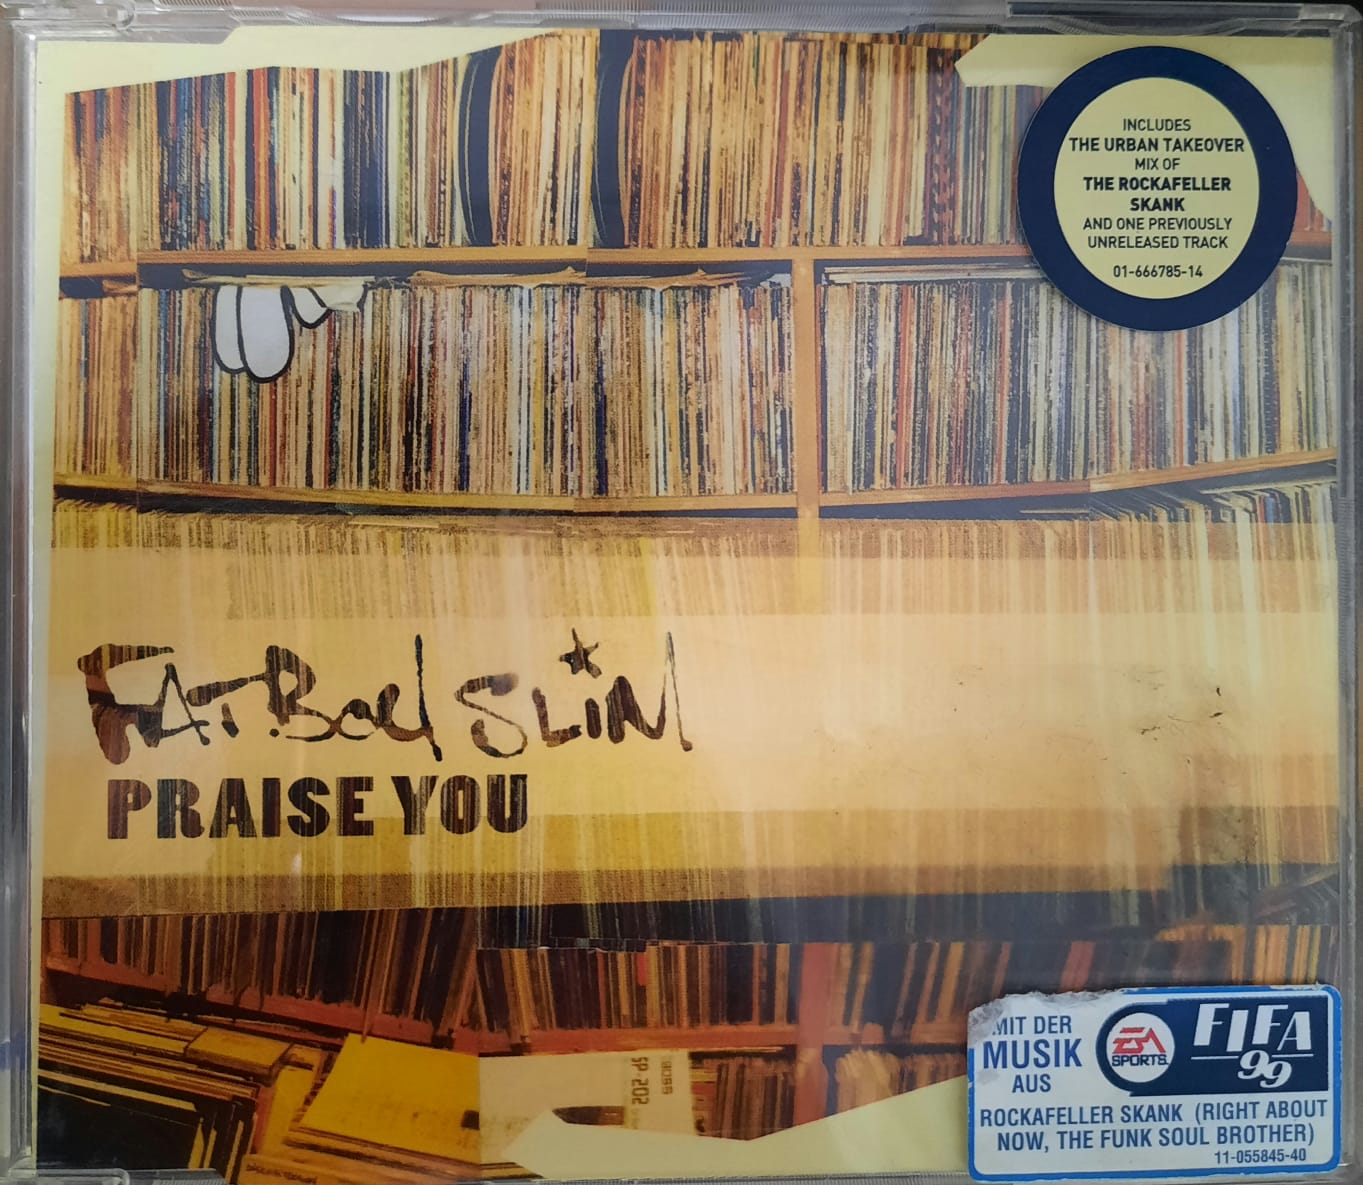 INCLUDES
THE URBAN TAKEOVER
MIX OF
THE ROCKAFELLER
SKANK
AND ONE PREVIOUSLY
UNRELEASED TRACK
01-666785-14
FATBOY SLIM
PRAISE YOU
SP-202
BOSS
MIT DER
MUSIK
AUS
EA
SPORTS
FIFA
99
ROCKAFELLER SKANK (RIGHT ABOUT
NOW, THE FUNK SOUL BROTHER)
11-055845-40